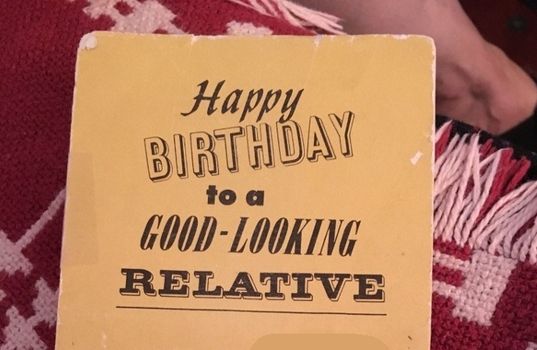 Happy
BIRTHDAY
to a
GOOD-LOOKING
RELATIVE